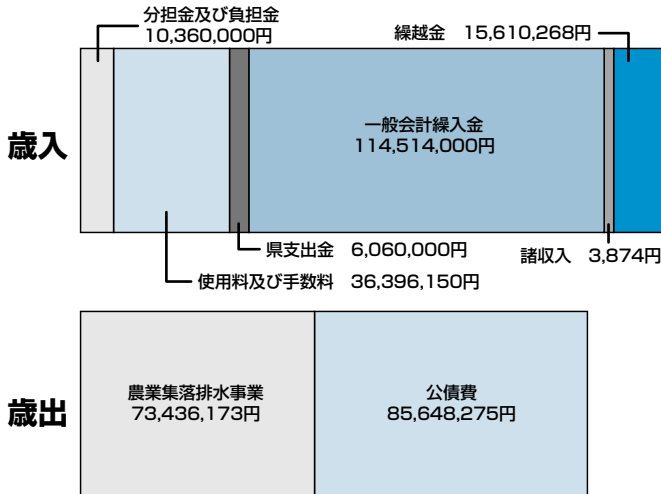 分担金及び負担金
10,360,000円
繰越金 15,610,268円
歳入
一般会計繰入金
114,514,000円
県支出金 6,060,000円
諸収入 3,874円
使用料及び手数料 36,396,150円
歳出
農業集落排水事業
73,436,173円
公債費
85,648,275円